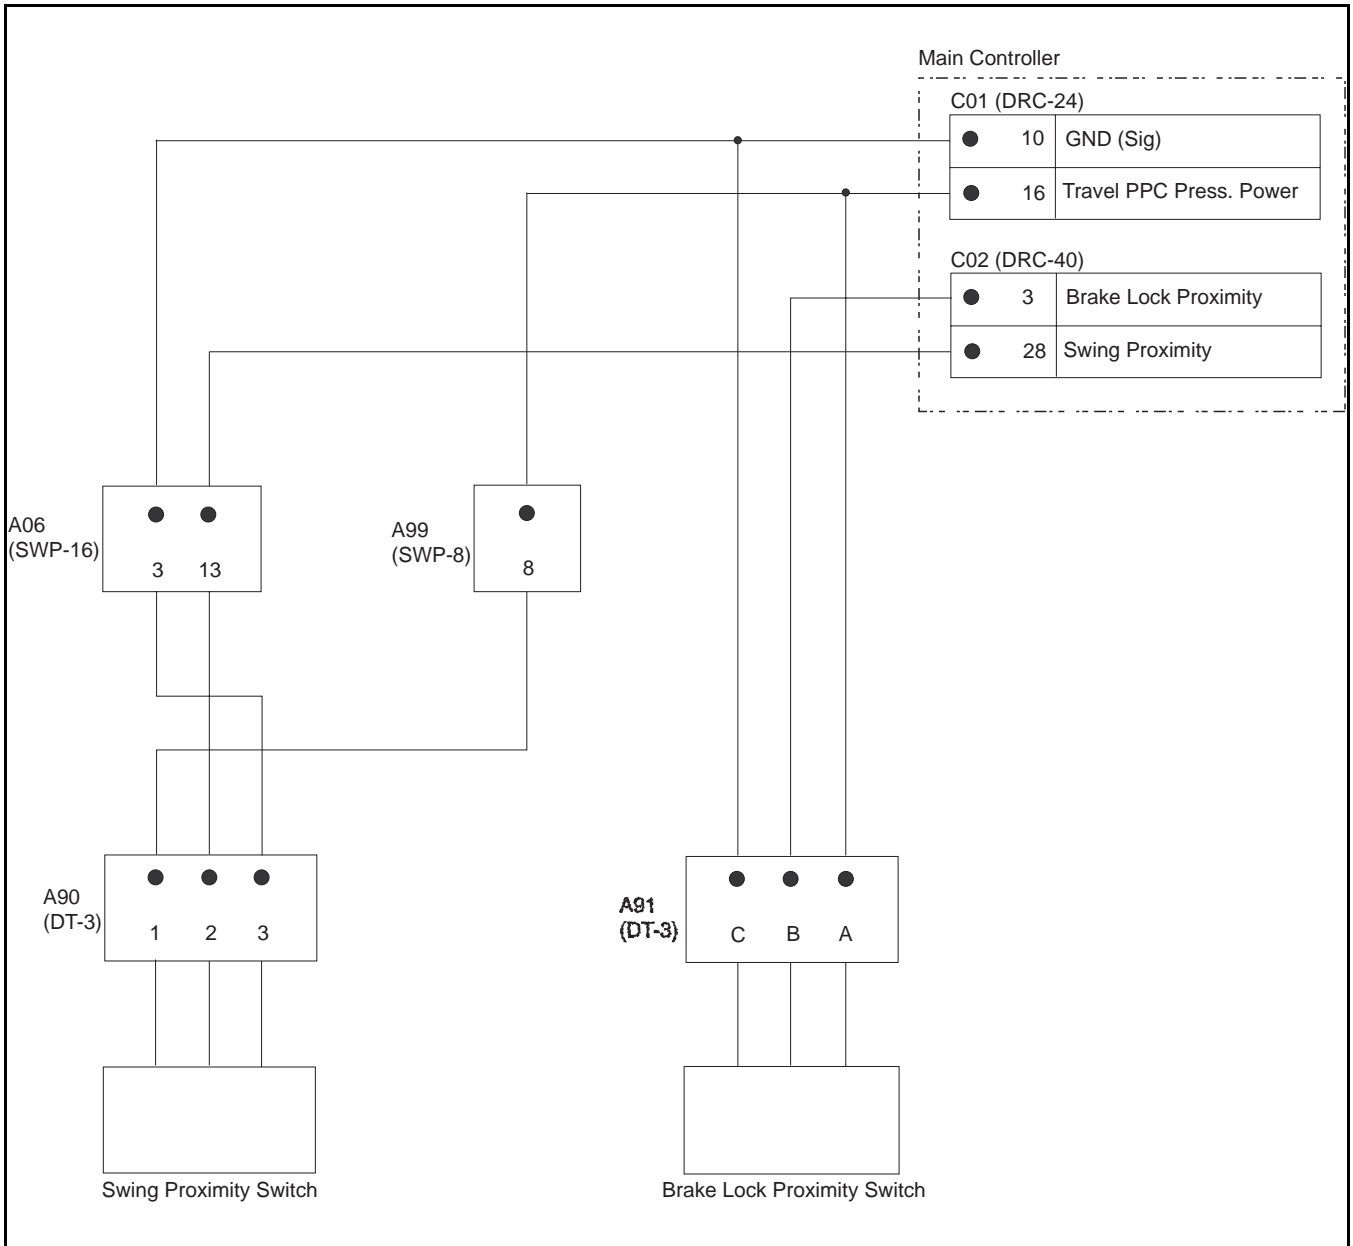 Main Controller
C01 (DRC-24)
10 GND (Sig)
16 Travel PPC Press. Power
C02 (DRC-40)
3 Brake Lock Proximity
28 Swing Proximity
A06
(SWP-16)
3 13
A99
(SWP-8)
8
A90
(DT-3)
1 2 3
A91
(DT-3)
C B A
Swing Proximity Switch
Brake Lock Proximity Switch